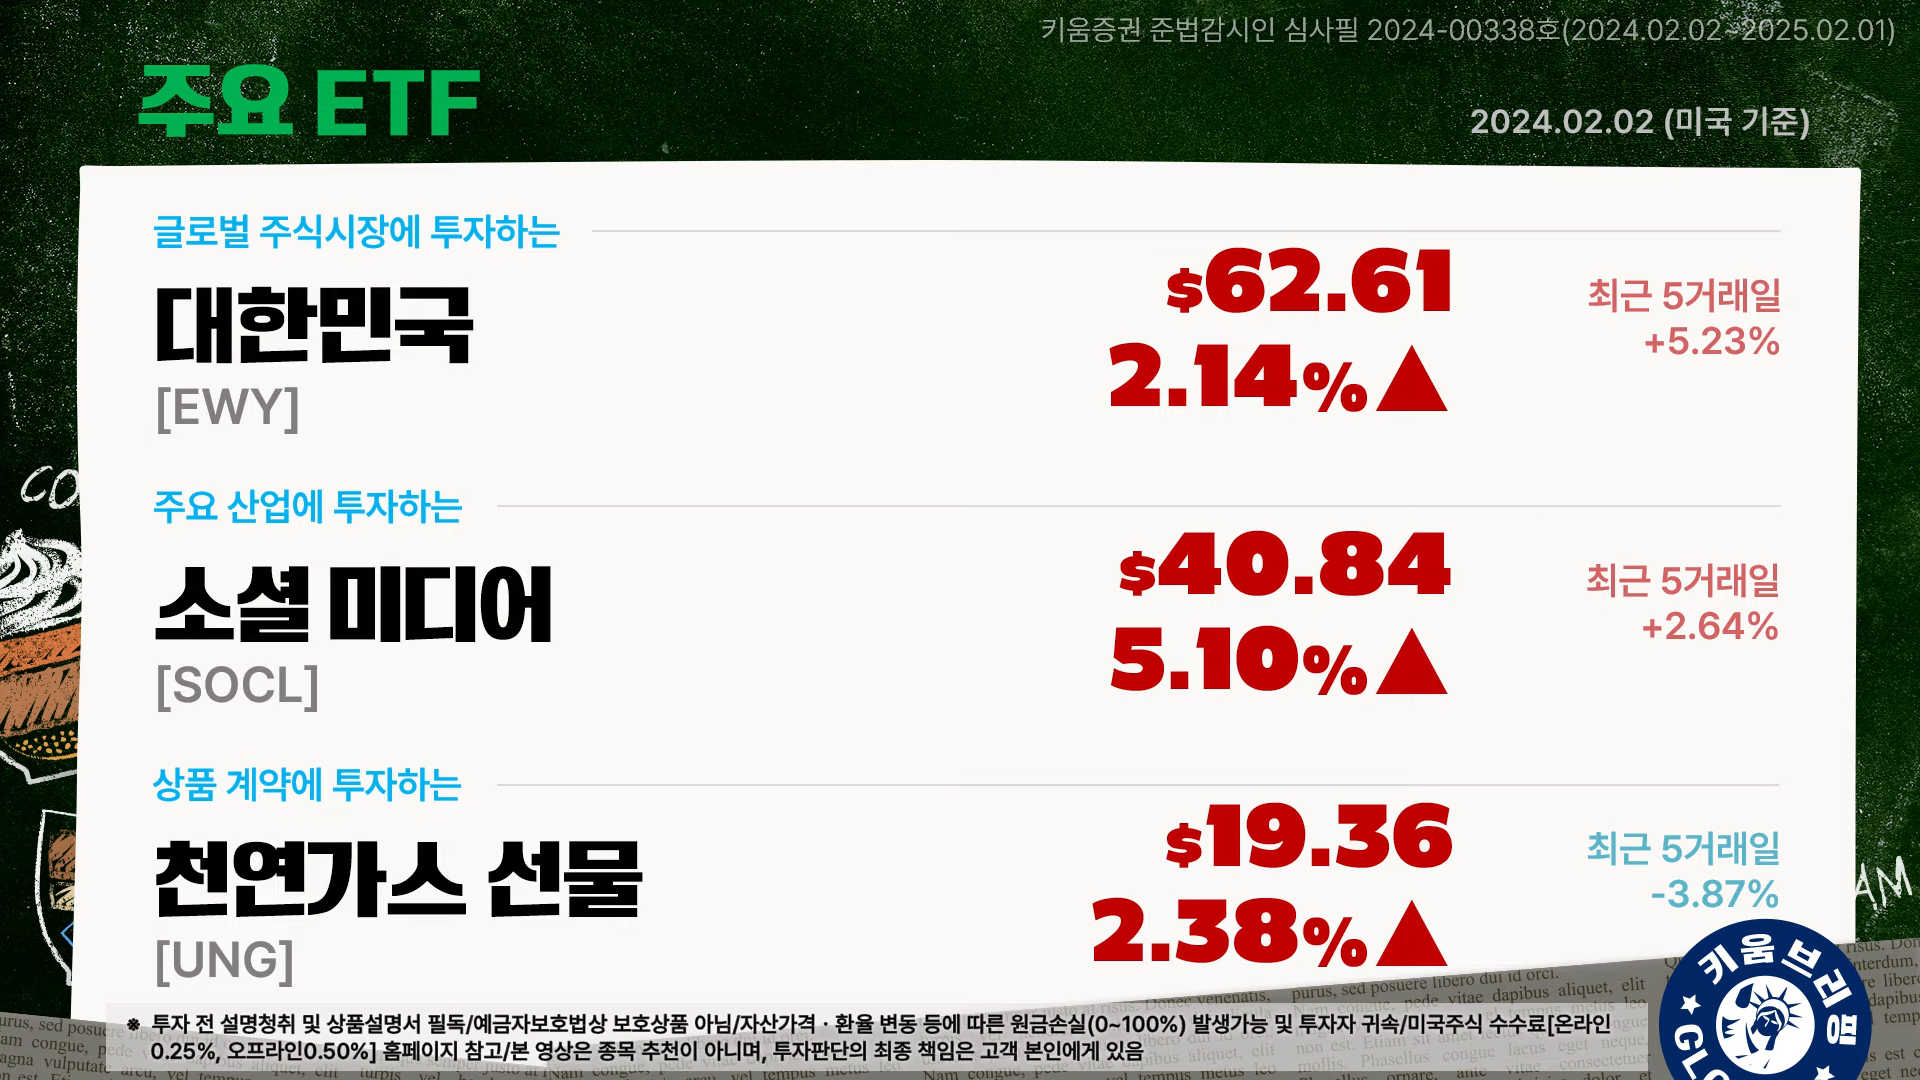 키움증권 준법감시인 심사필 2024-00338호(2024.02.02~2025.02.01)
주요 ETF
2024.02.02 (미국 기준)
글로벌 주식시장에 투자하는
대한민국
[EWY]
$62.61
2.14%▲
최근 5거래일
+5.23%
주요 산업에 투자하는
소셜 미디어
[SOCL]
$40.84
5.10%▲
최근 5거래일
+2.64%
상품 계약에 투자하는
천연가스 선물
[UNG]
$19.36
2.38%▲
최근 5거래일
-3.87%
CO
AM
키움 브리핑
※ 투자 전 설명청취 및 상품설명서 필독/예금자보호법상 보호상품 아님/자산가격 · 환율 변동 등에 따른 원금손실(0~100%) 발생가능 및 투자자 귀속/미국주식 수수료[온라인
0.25%, 오프라인0.50%] 홈페이지 참고/본 영상은 종목 추천이 아니며, 투자판단의 최종 책임은 고객 본인에게 있음